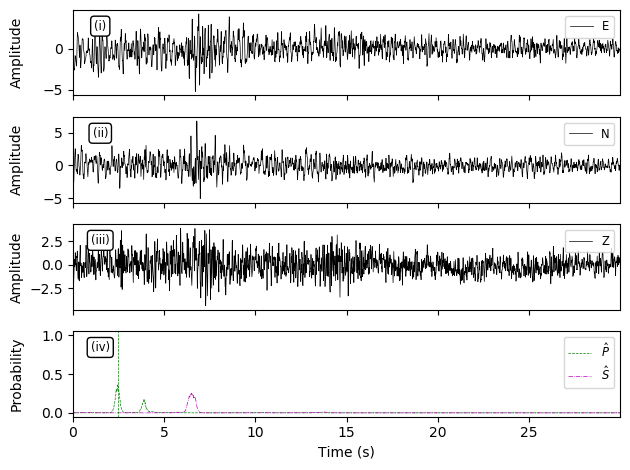 (i)
E
Amplitude
0
−5
(ii)
N
Amplitude
5
0
−5
(iii)
Z
Amplitude
2.5
0.0
−2.5
(iv)
P̂
Ŝ
Probability
1.0
0.5
0.0
0 5 10 15 20 25
Time (s)